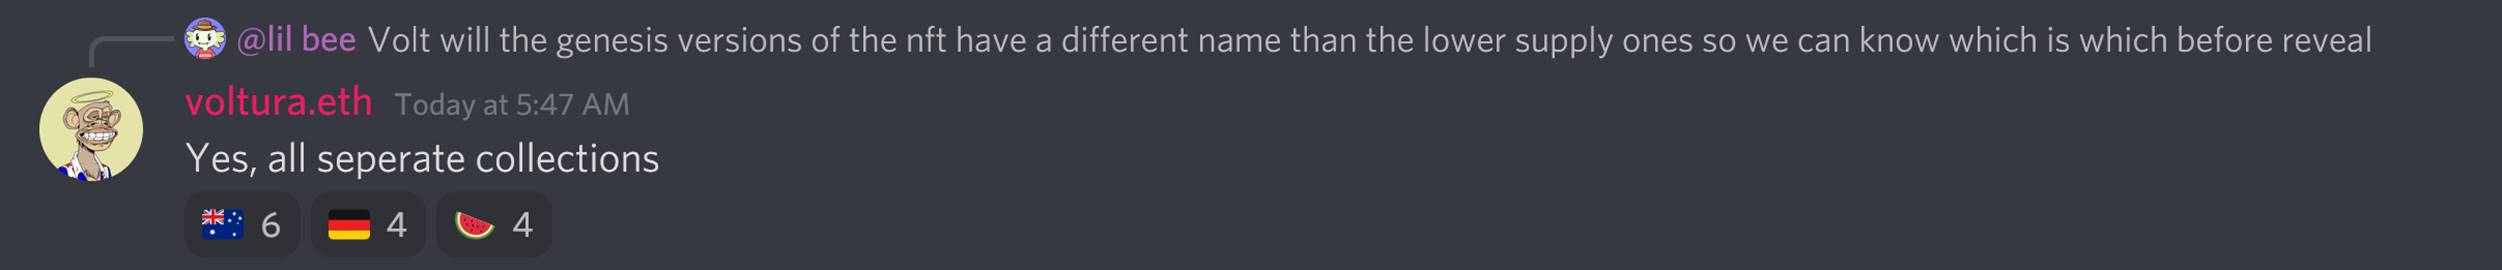 @lil bee Volt will the genesis versions of the nft have a different name than the lower supply ones so we can know which is which before reveal
voltura.eth Today at 5:47 AM
Yes, all seperate collections
6 4 4